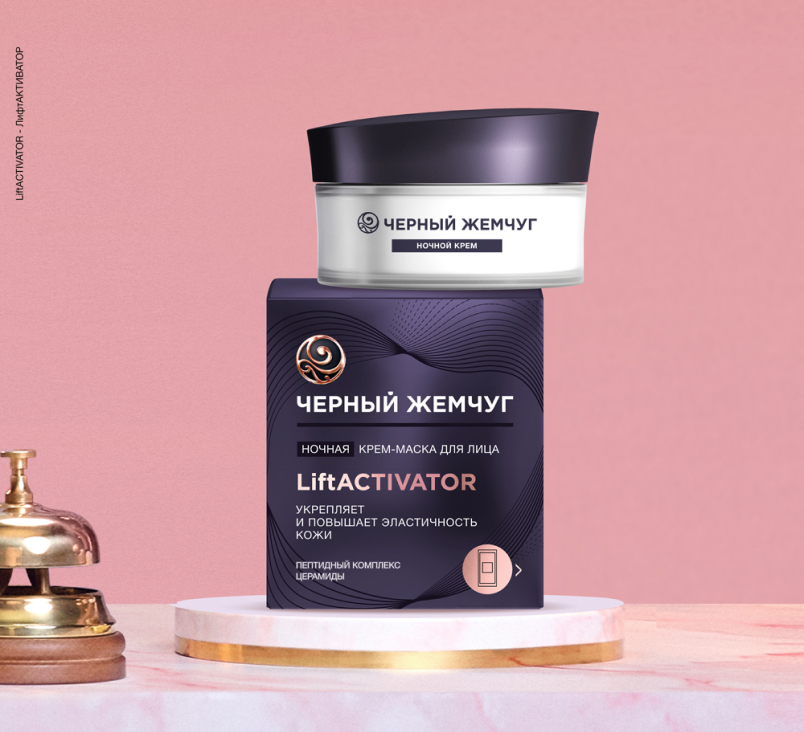 LiftACTIVATOR - ЛифтАКТИВАТОР
ЧЕРНЫЙ ЖЕМЧУГ
НОЧНОЙ КРЕМ
ЧЕРНЫЙ ЖЕМЧУГ
НОЧНАЯ КРЕМ-МАСКА ДЛЯ ЛИЦА
LiftACTIVATOR
УКРЕПЛЯЕТ
И ПОВЫШАЕТ ЭЛАСТИЧНОСТЬ
КОЖИ
ПЕПТИДНЫЙ КОМПЛЕКС
ЦЕРАМИДЫ